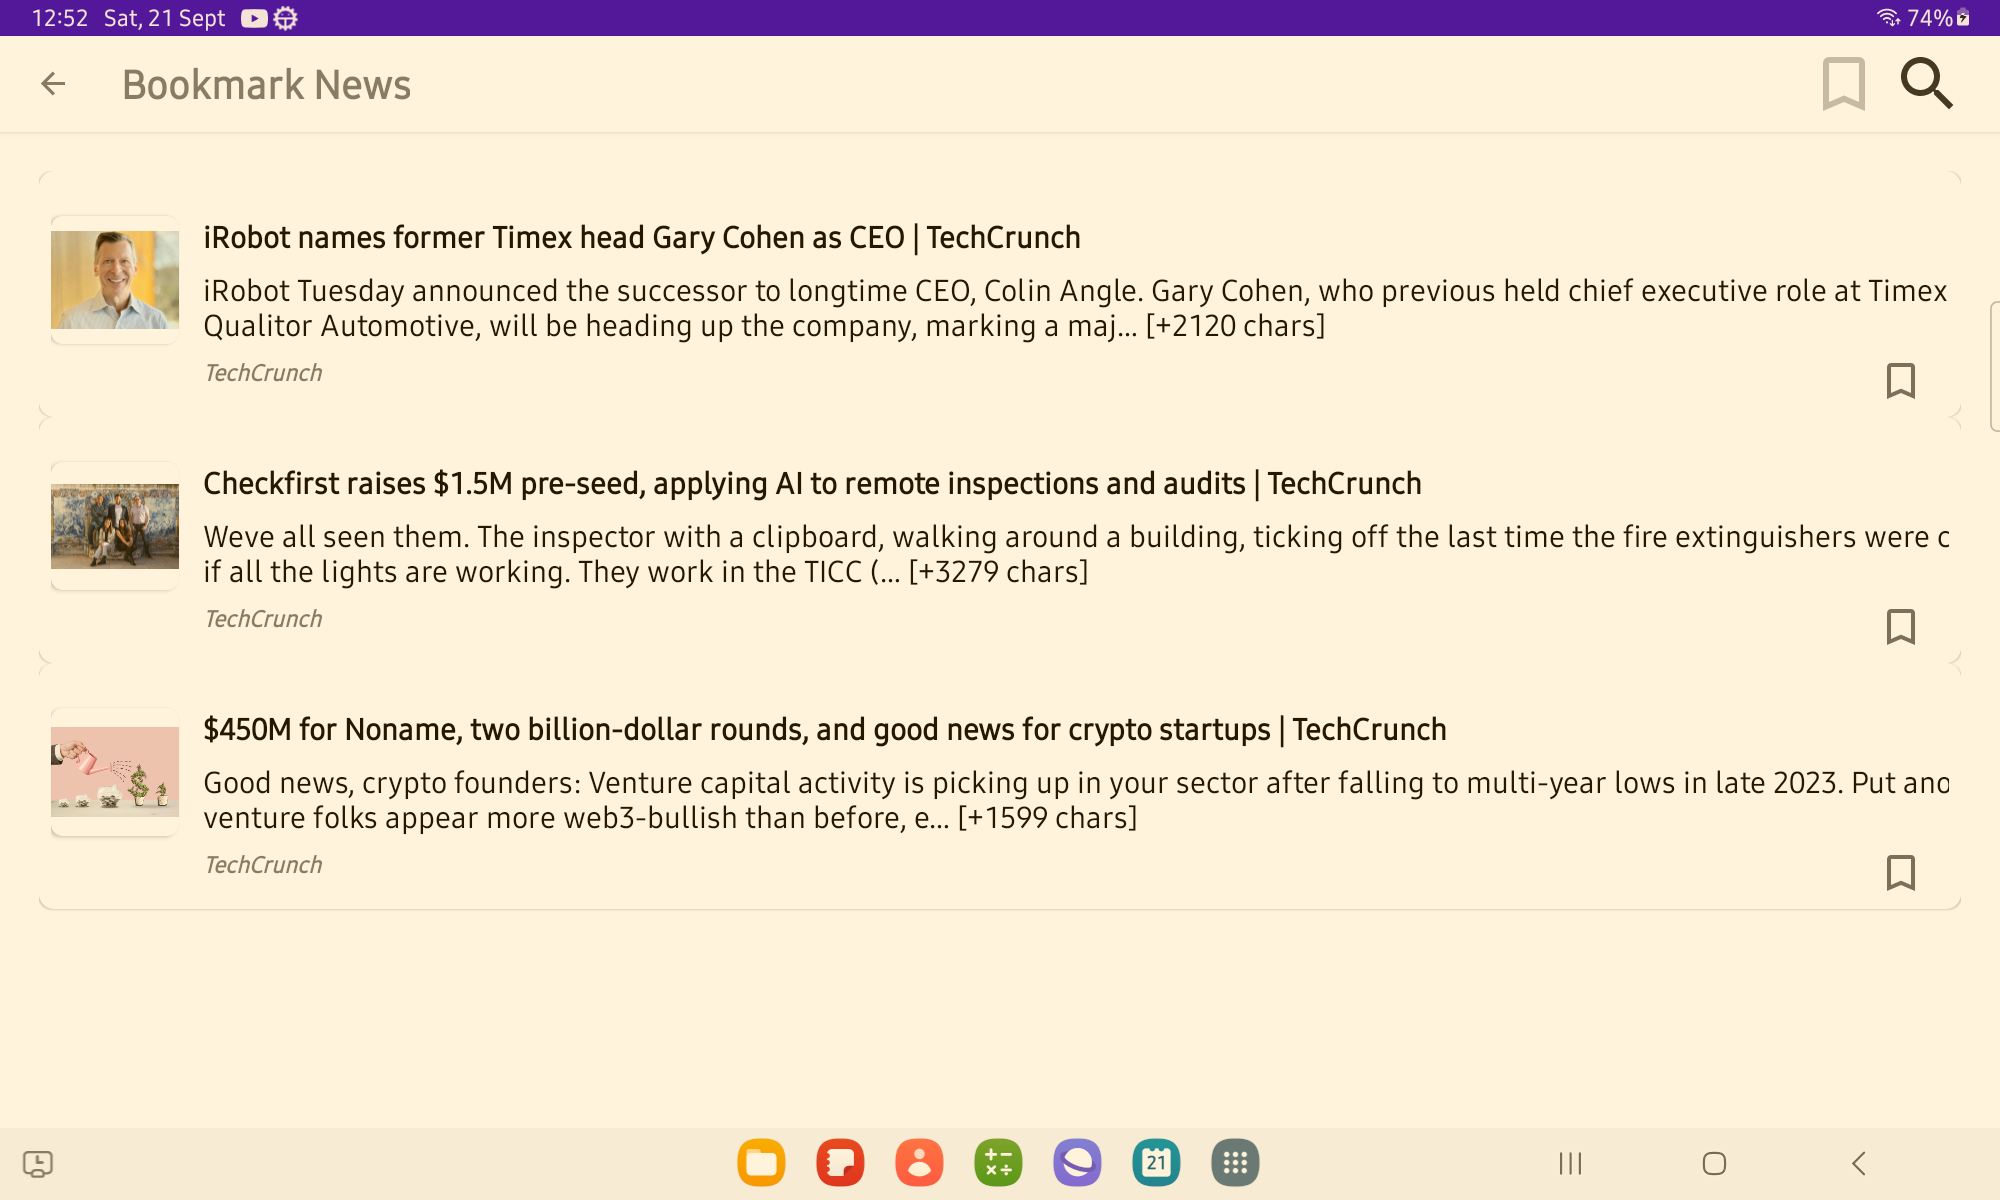 12:52 Sat, 21 Sept 74%
Bookmark News
iRobot names former Timex head Gary Cohen as CEO | TechCrunch
iRobot Tuesday announced the successor to longtime CEO, Colin Angle. Gary Cohen, who previous held chief executive role at Timex
Qualitor Automotive, will be heading up the company, marking a maj... [+2120 chars]
TechCrunch
Checkfirst raises $1.5M pre-seed, applying AI to remote inspections and audits | TechCrunch
Weve all seen them. The inspector with a clipboard, walking around a building, ticking off the last time the fire extinguishers were c
if all the lights are working. They work in the TICC (... [+3279 chars]
TechCrunch
$450M for Noname, two billion-dollar rounds, and good news for crypto startups | TechCrunch
Good news, crypto founders: Venture capital activity is picking up in your sector after falling to multi-year lows in late 2023. Put
venture folks appear more web3-bullish than before, e... [+1599 chars]
TechCrunch
21